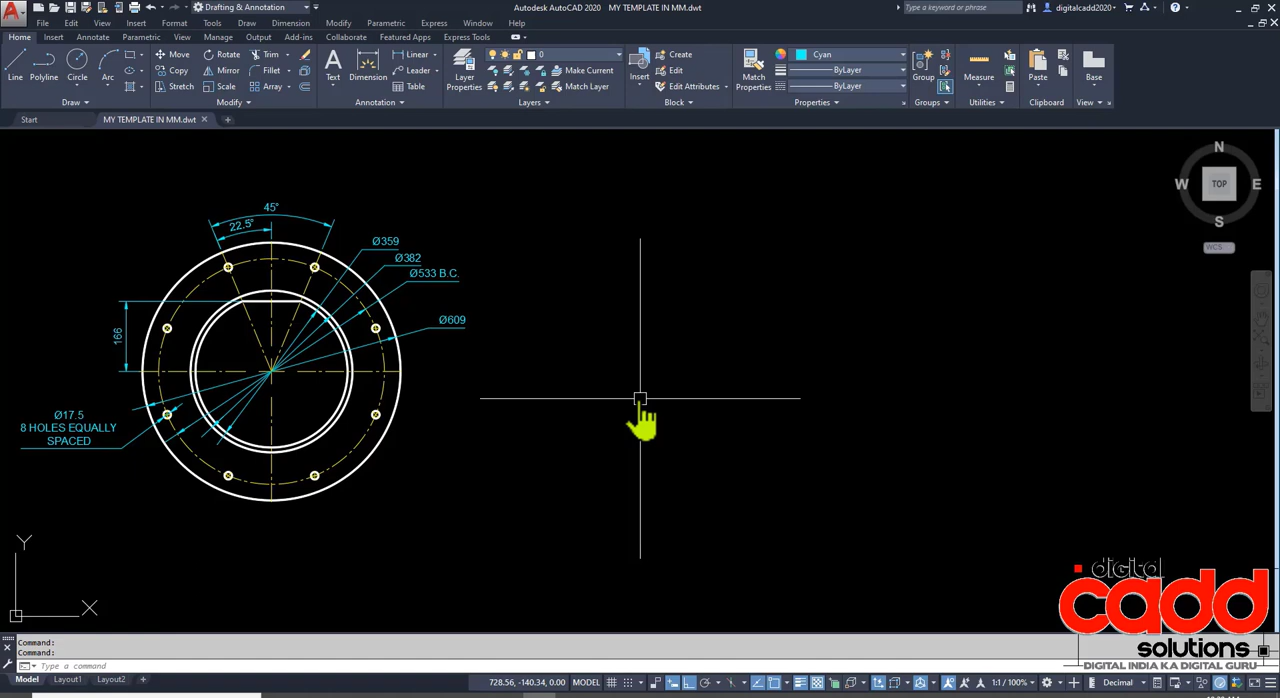 Drafting & Annotation
Autodesk AutoCAD 2020 MY TEMPLATE IN MM.dwt
Type a keyword or phrase
digitalcadd2020
File Edit View Insert Format Tools Draw Dimension Modify Parametric Express Window Help
Home Insert Annotate Parametric View Manage Output Add-ins Collaborate Featured Apps Express Tools
Move Rotate Trim
Linear
0
Create
Cyan
Copy Mirror Fillet
Leader
Make Current
Edit
ByLayer
Line Polyline Circle Arc
Text Dimension
Layer Properties
Insert
Match Properties
Group
Measure
Paste
Base
Stretch Scale Array
Table
Match Layer
Edit Attributes
ByLayer
Draw Modify Annotation Layers Block Properties Groups Utilities Clipboard View
Start MY TEMPLATE IN MM.dwt
N
W TOP E
S
WCS
45°
22.5°
Ø359
Ø382
Ø533 B.C.
Ø609
166
Ø17.5
8 HOLES EQUALLY
SPACED
Y
X
digital
cadd
solutions
DIGITAL INDIA KA DIGITAL GURU
Command:
Command:
Type a command
Model Layout1 Layout2
728.56, -140.34, 0.00 MODEL
1:1 / 100%
Decimal